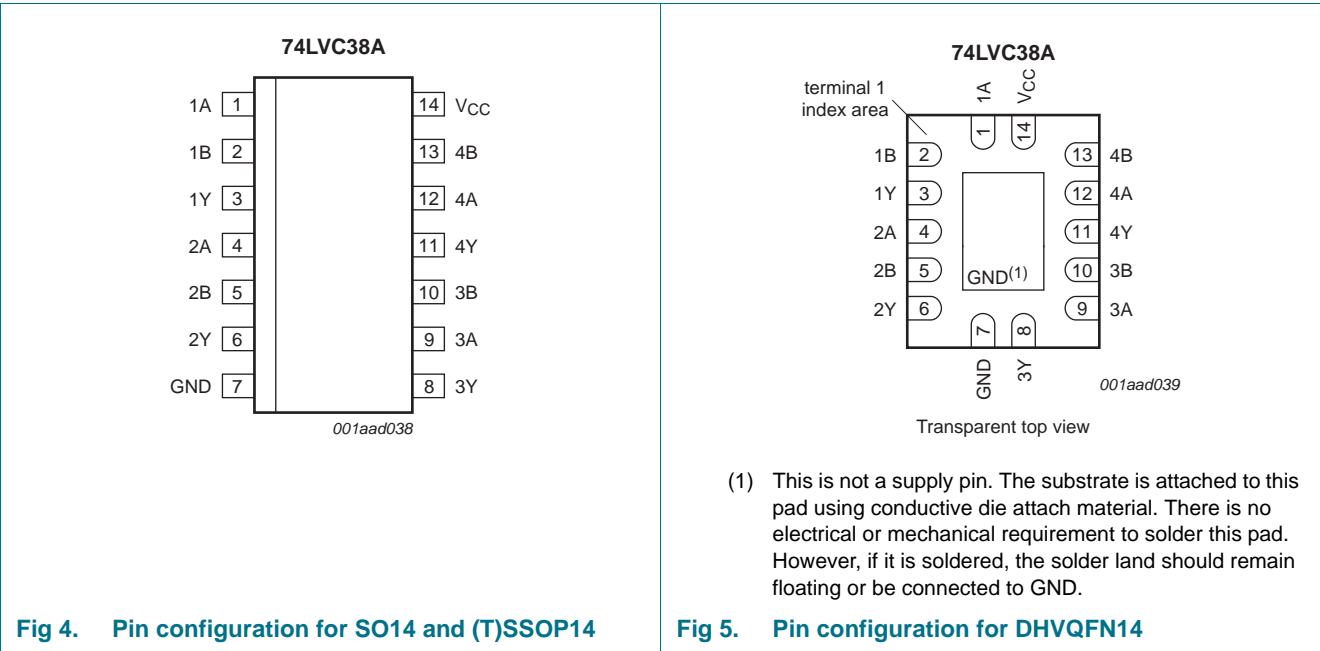 74LVC38A
1A 1 14 VCC
1B 2 13 4B
1Y 3 12 4A
2A 4 11 4Y
2B 5 10 3B
2Y 6 9 3A
GND 7 8 3Y
001aad038
Fig 4. Pin configuration for SO14 and (T)SSOP14
74LVC38A
terminal 1
index area
1A VCC
1 14
1B 2 13 4B
1Y 3 12 4A
2A 4 11 4Y
2B 5 10 3B
GND(1)
2Y 6 9 3A
7 8
GND 3Y
001aad039
Transparent top view
(1) This is not a supply pin. The substrate is attached to this
pad using conductive die attach material. There is no
electrical or mechanical requirement to solder this pad.
However, if it is soldered, the solder land should remain
floating or be connected to GND.
Fig 5. Pin configuration for DHVQFN14